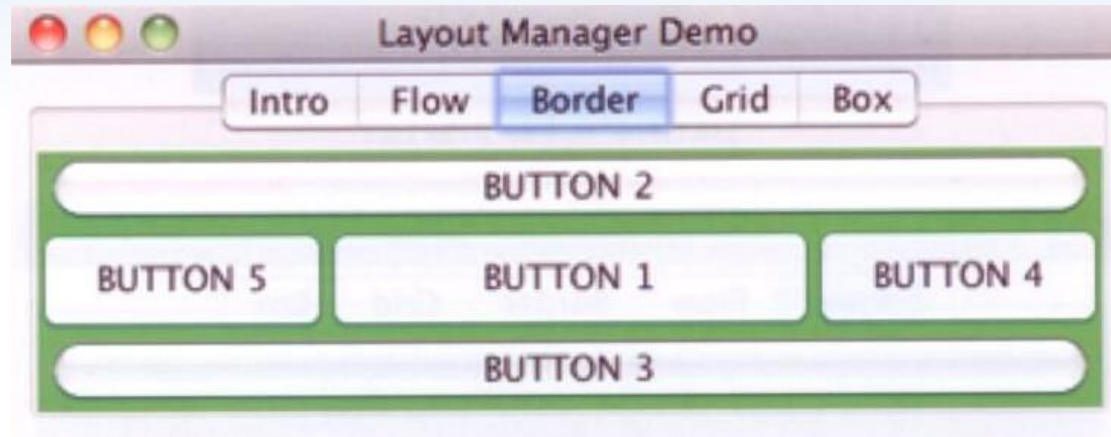 Layout Manager Demo
Intro Flow Border Grid Box
BUTTON 2
BUTTON 5 BUTTON 1 BUTTON 4
BUTTON 3